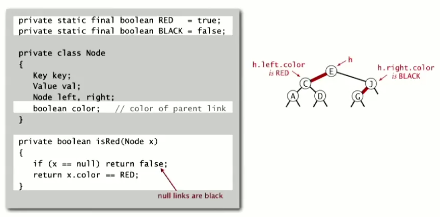 private static final boolean RED   = true;
private static final boolean BLACK = false;
private class Node
{
Key key;
Value val;
Node left, right;
boolean color;   // color of parent link
}
private boolean isRed(Node x)
{
if (x == null) return false;
return x.color == RED;
}
null links are black
h
h.left.color
is RED
h.right.color
is BLACK
E
C
J
A
D
G